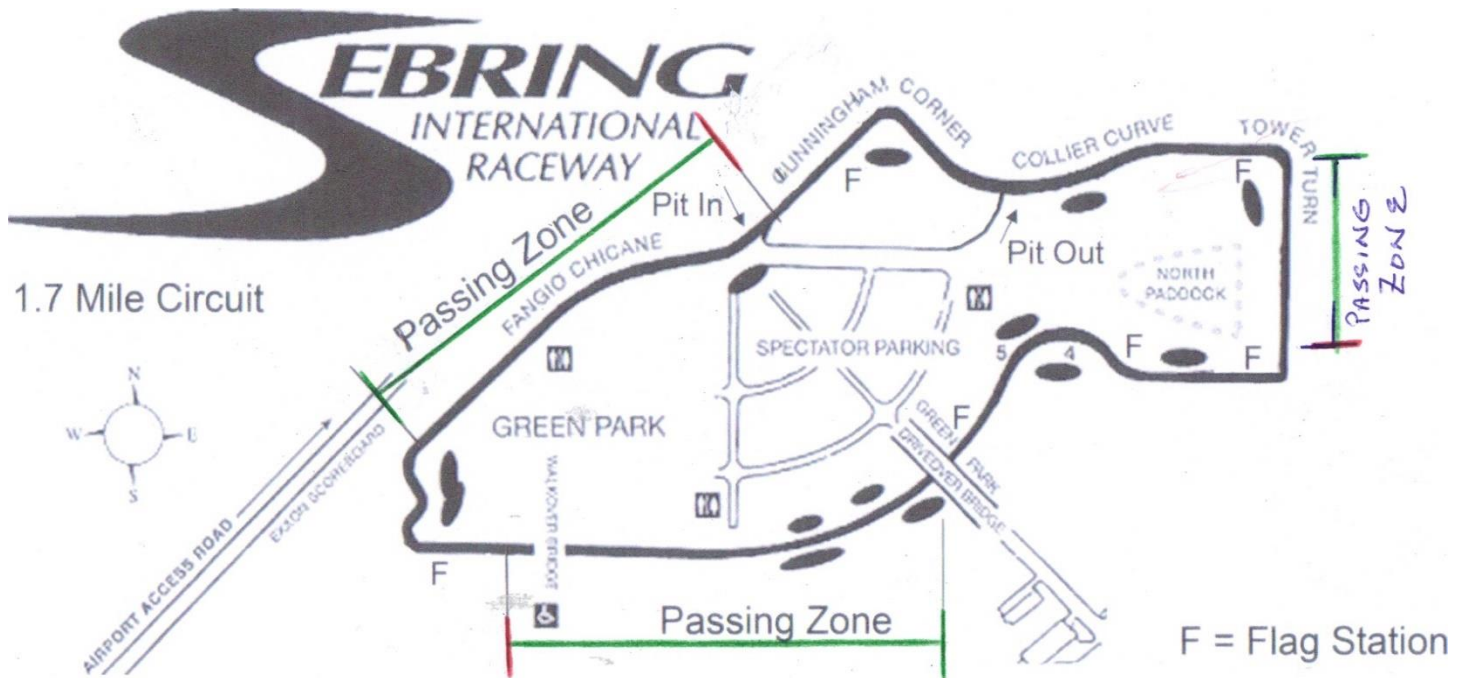 SEBRING
INTERNATIONAL
RACEWAY
1.7 Mile Circuit
Passing Zone
FANGIO CHICANE
Pit In
CUNNINGHAM CORNER
F
COLLIER CURVE
TOWER TURN
F
Pit Out
NORTH
PADDOCK
PASSING
ZONE
SPECTATOR PARKING
5
4
F
F
N
W
E
S
GREEN PARK
F
GREEN PARK
DRIVEOVER BRIDGE
WALKOVER BRIDGE
AIRPORT ACCESS ROAD
EXXON SCOREBOARD
F
Passing Zone
F = Flag Station